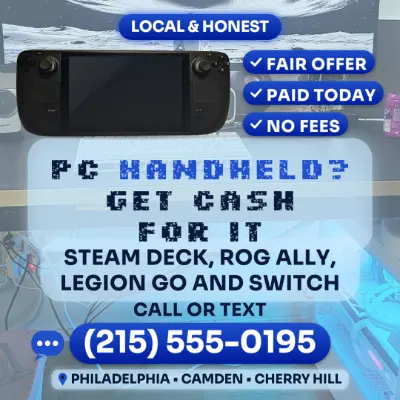 LOCAL & HONEST
✓ FAIR OFFER
✓ PAID TODAY
✓ NO FEES
PC HANDHELD?
GET CASH
FOR IT
STEAM DECK, ROG ALLY,
LEGION GO AND SWITCH
CALL OR TEXT
(215) 555-0195
PHILADELPHIA • CAMDEN • CHERRY HILL